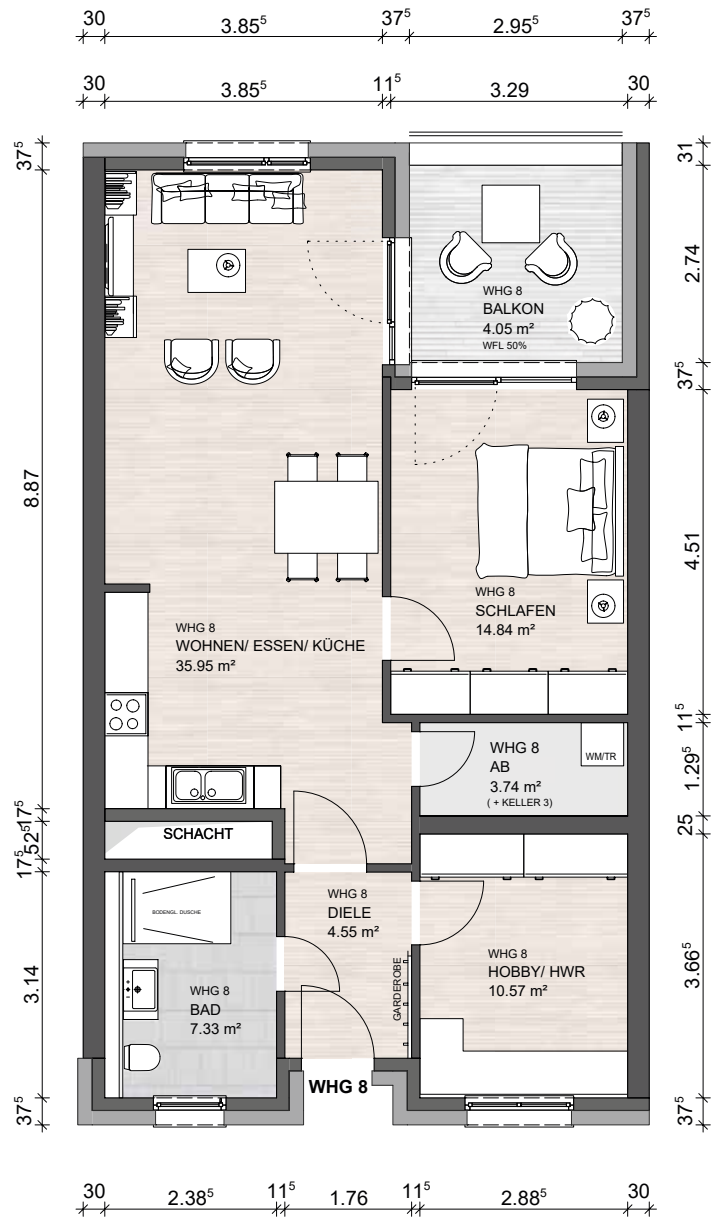 30 3.85⁵ 37⁵ 2.95⁵ 37⁵
30 3.85⁵ 11⁵ 3.29 30
37⁵
8.87
17⁵
52⁵
17⁵
3.14
37⁵
31
2.74
37⁵
4.51
11⁵
1.29⁵
25
3.66⁵
37⁵
WHG 8
BALKON
4.05 m²
WFL 50%
WHG 8
SCHLAFEN
14.84 m²
WHG 8
WOHNEN/ ESSEN/ KÜCHE
35.95 m²
WHG 8
AB
3.74 m²
( + KELLER 3)
WM/TR
SCHACHT
BODENGL. DUSCHE
WHG 8
DIELE
4.55 m²
GARDEROBE
WHG 8
HOBBY/ HWR
10.57 m²
WHG 8
BAD
7.33 m²
WHG 8
30 2.38⁵ 11⁵ 1.76 11⁵ 2.88⁵ 30